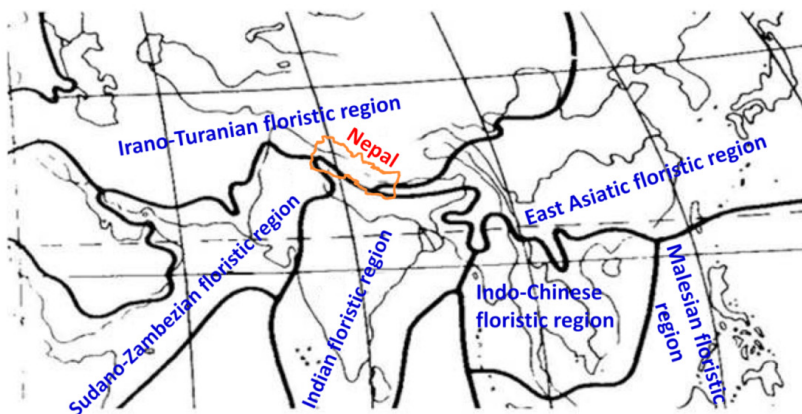 Irano-Turanian floristic region
Nepal
East Asiatic floristic region
Sudano-Zambezian floristic region
Indian floristic region
Indo-Chinese
floristic region
Malesian floristic
region